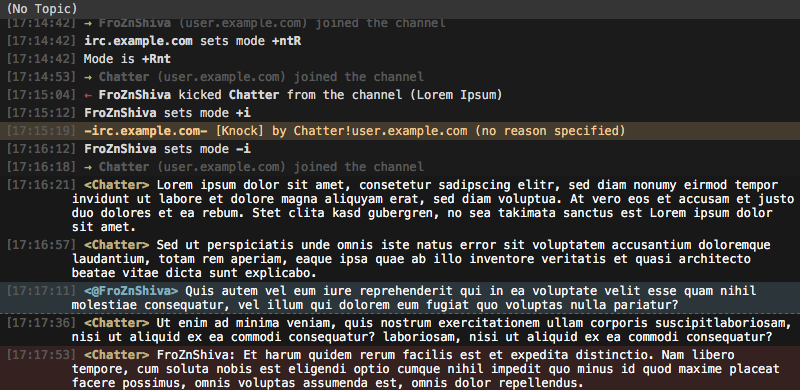 (No Topic)
[17:14:42] → FroZnShiva (user.example.com) joined the channel
[17:14:42] irc.example.com sets mode +ntR
[17:14:42] Mode is +Rnt
[17:14:53] → Chatter (user.example.com) joined the channel
[17:15:04] ← FroZnShiva kicked Chatter from the channel (Lorem Ipsum)
[17:15:12] FroZnShiva sets mode +i
[17:15:19] -irc.example.com- [Knock] by Chatter!user.example.com (no reason specified)
[17:16:12] FroZnShiva sets mode -i
[17:16:18] → Chatter (user.example.com) joined the channel
[17:16:21] <Chatter> Lorem ipsum dolor sit amet, consetetur sadipscing elitr, sed diam nonumy eirmod tempor
invidunt ut labore et dolore magna aliquyam erat, sed diam voluptua. At vero eos et accusam et justo
duo dolores et ea rebum. Stet clita kasd gubergren, no sea takimata sanctus est Lorem ipsum dolor
sit amet.
[17:16:57] <Chatter> Sed ut perspiciatis unde omnis iste natus error sit voluptatem accusantium doloremque
laudantium, totam rem aperiam, eaque ipsa quae ab illo inventore veritatis et quasi architecto
beatae vitae dicta sunt explicabo.
[17:17:11] <@FroZnShiva> Quis autem vel eum iure reprehenderit qui in ea voluptate velit esse quam nihil
molestiae consequatur, vel illum qui dolorem eum fugiat quo voluptas nulla pariatur?
[17:17:36] <Chatter> Ut enim ad minima veniam, quis nostrum exercitationem ullam corporis suscipitlaboriosam,
nisi ut aliquid ex ea commodi consequatur? laboriosam, nisi ut aliquid ex ea commodi consequatur?
[17:17:53] <Chatter> FroZnShiva: Et harum quidem rerum facilis est et expedita distinctio. Nam libero
tempore, cum soluta nobis est eligendi optio cumque nihil impedit quo minus id quod maxime placeat
facere possimus, omnis voluptas assumenda est, omnis dolor repellendus.